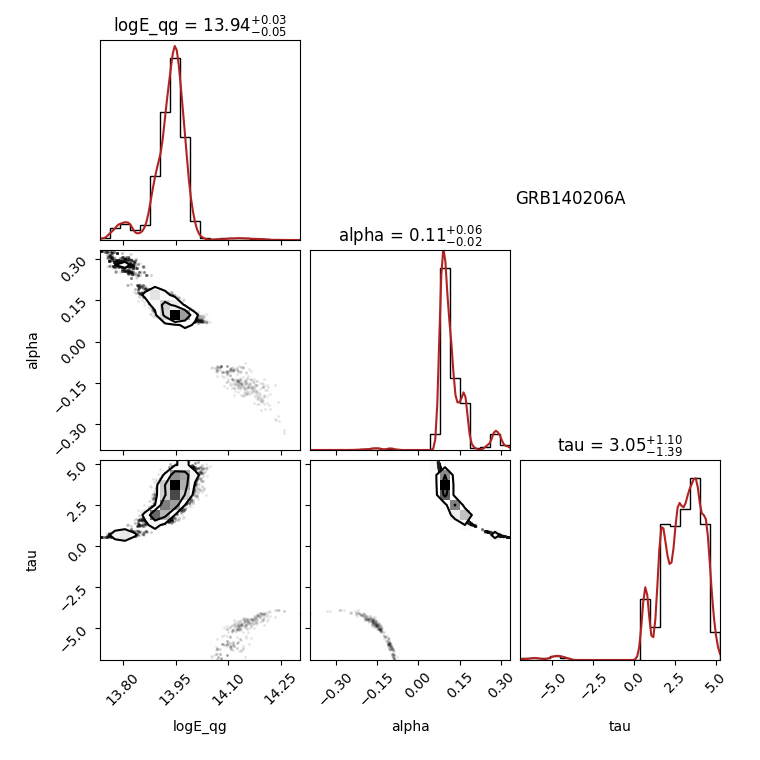 logE_qg = 13.94+0.03−0.05
GRB140206A
alpha = 0.11+0.06−0.02
alpha
0.30
0.15
0.00
−0.15
−0.30
tau = 3.05+1.10−1.39
tau
5.0
2.5
0.0
−2.5
−5.0
13.80 13.95 14.10 14.25
−0.30 −0.15 0.00 0.15 0.30
−5.0 −2.5 0.0 2.5 5.0
logE_qg alpha tau